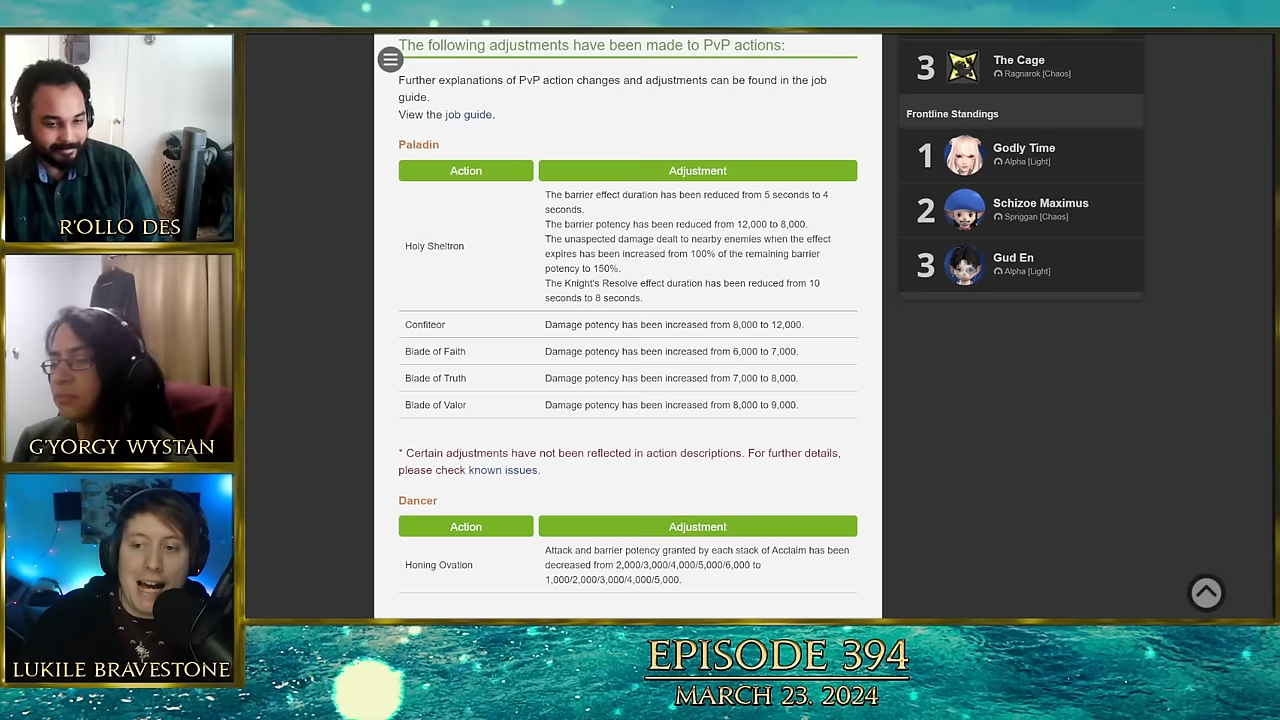 R'OLLO DES
G'YORGY WYSTAN
LUKILE BRAVESTONE
The following adjustments have been made to PvP actions:
Further explanations of PvP action changes and adjustments can be found in the job
guide.
View the job guide.
Paladin
Action Adjustment
Holy Sheltron
The barrier effect duration has been reduced from 5 seconds to 4
seconds.
The barrier potency has been reduced from 12,000 to 8,000.
The unaspected damage dealt to nearby enemies when the effect
expires has been increased from 100% of the remaining barrier
potency to 150%.
The Knight's Resolve effect duration has been reduced from 10
seconds to 8 seconds.
Confiteor Damage potency has been increased from 8,000 to 12,000.
Blade of Faith Damage potency has been increased from 6,000 to 7,000.
Blade of Truth Damage potency has been increased from 7,000 to 8,000.
Blade of Valor Damage potency has been increased from 8,000 to 9,000.
* Certain adjustments have not been reflected in action descriptions. For further details,
please check known issues.
Dancer
Action Adjustment
Honing Ovation
Attack and barrier potency granted by each stack of Acclaim has been
decreased from 2,000/3,000/4,000/5,000/6,000 to
1,000/2,000/3,000/4,000/5,000.
3 The Cage
Ragnarok [Chaos]
Frontline Standings
1 Godly Time
Alpha [Light]
2 Schizoe Maximus
Spriggan [Chaos]
3 Gud En
Alpha [Light]
EPISODE 394
MARCH 23. 2024